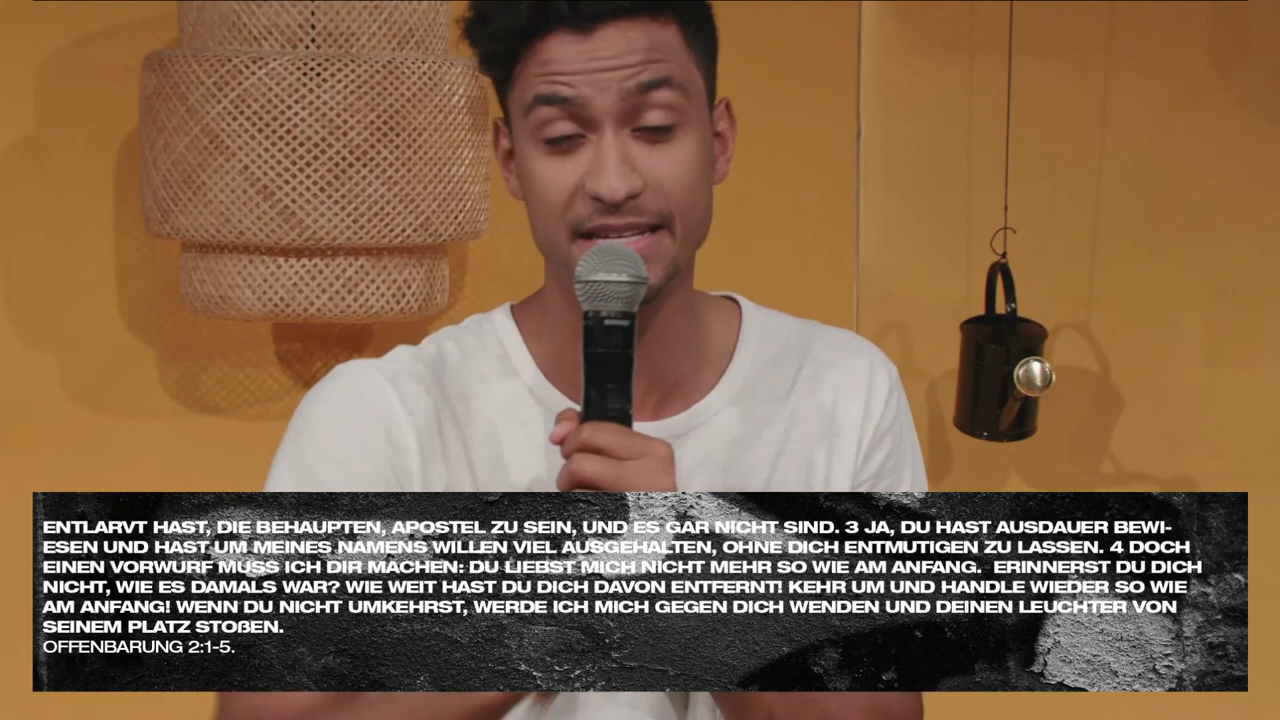 ENTLARVT HAST, DIE BEHAUPTEN, APOSTEL ZU SEIN, UND ES GAR NICHT SIND. 3 JA, DU HAST AUSDAUER BEWI-
ESEN UND HAST UM MEINES NAMENS WILLEN VIEL AUSGEHALTEN, OHNE DICH ENTMUTIGEN ZU LASSEN. 4 DOCH
EINEN VORWURF MUSS ICH DIR MACHEN: DU LIEBST MICH NICHT MEHR SO WIE AM ANFANG. ERINNERST DU DICH
NICHT, WIE ES DAMALS WAR? WIE WEIT HAST DU DICH DAVON ENTFERNT! KEHR UM UND HANDLE WIEDER SO WIE
AM ANFANG! WENN DU NICHT UMKEHRST, WERDE ICH MICH GEGEN DICH WENDEN UND DEINEN LEUCHTER VON
SEINEM PLATZ STOßEN.
OFFENBARUNG 2:1-5.